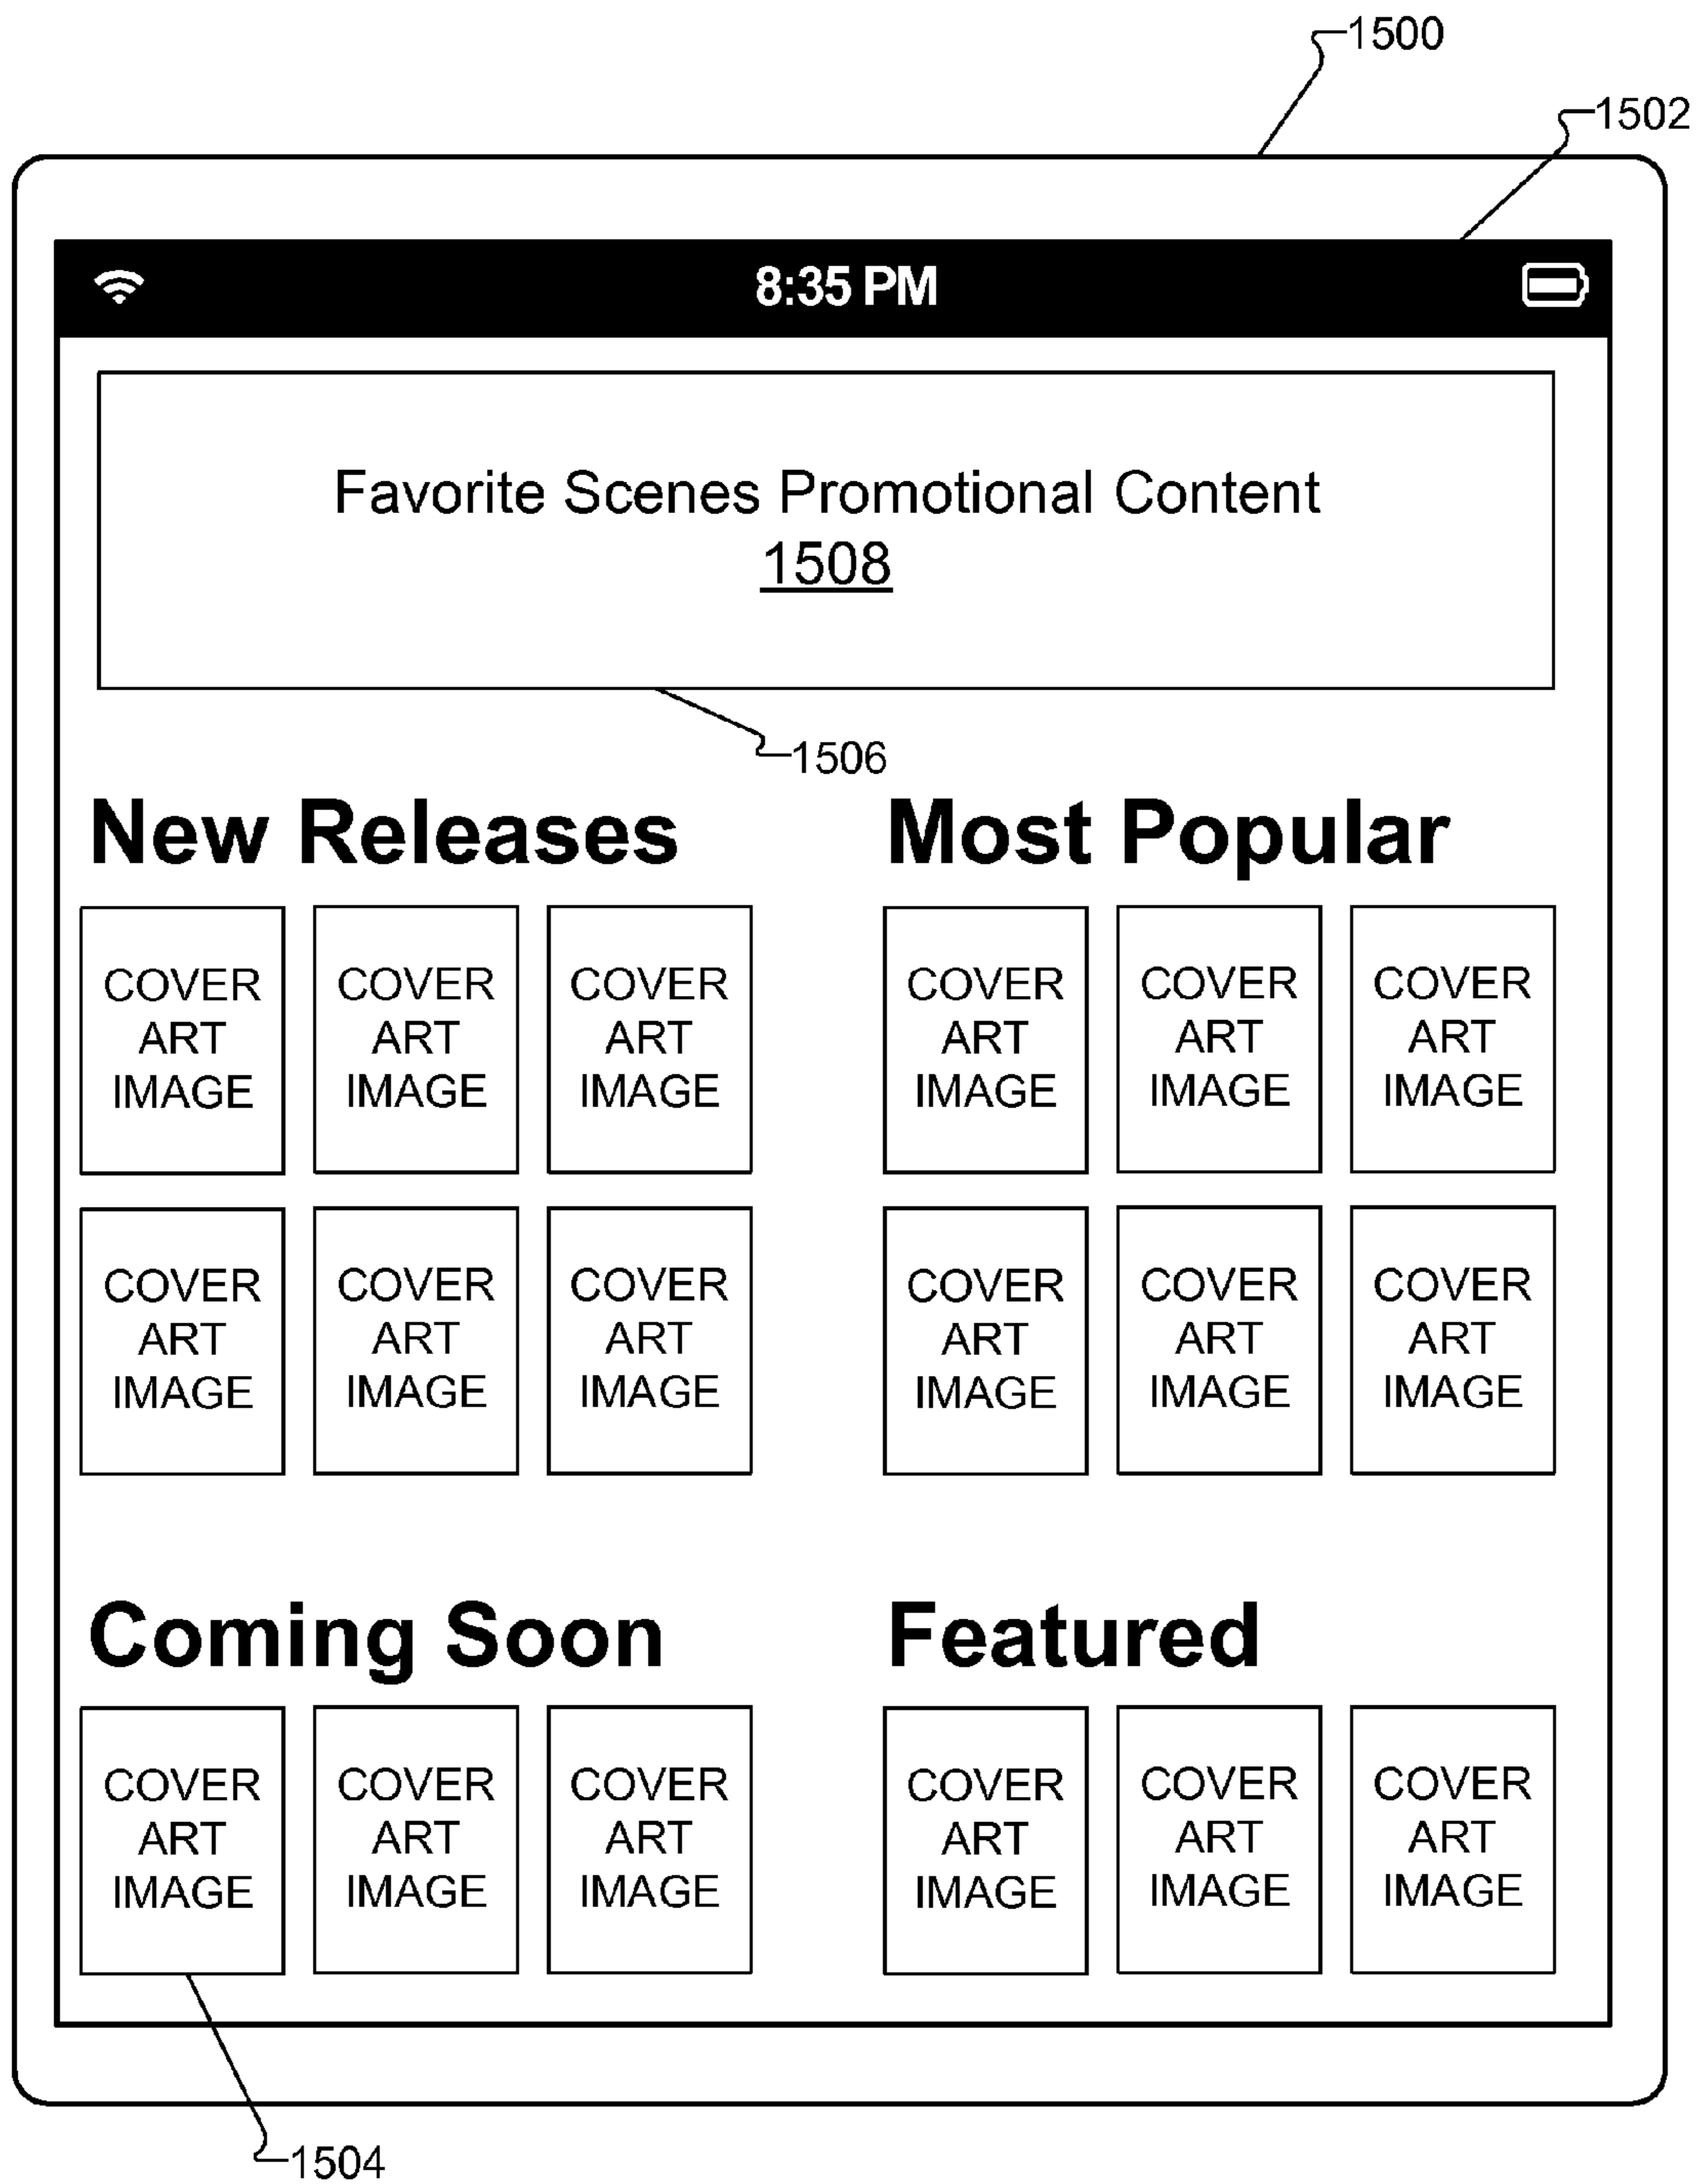 1500
1502
8:35 PM
Favorite Scenes Promotional Content
1508
1506
New Releases
COVER
ART
IMAGE
COVER
ART
IMAGE
COVER
ART
IMAGE
COVER
ART
IMAGE
COVER
ART
IMAGE
COVER
ART
IMAGE
Most Popular
COVER
ART
IMAGE
COVER
ART
IMAGE
COVER
ART
IMAGE
COVER
ART
IMAGE
COVER
ART
IMAGE
COVER
ART
IMAGE
Coming Soon
COVER
ART
IMAGE
COVER
ART
IMAGE
COVER
ART
IMAGE
Featured
COVER
ART
IMAGE
COVER
ART
IMAGE
COVER
ART
IMAGE
1504